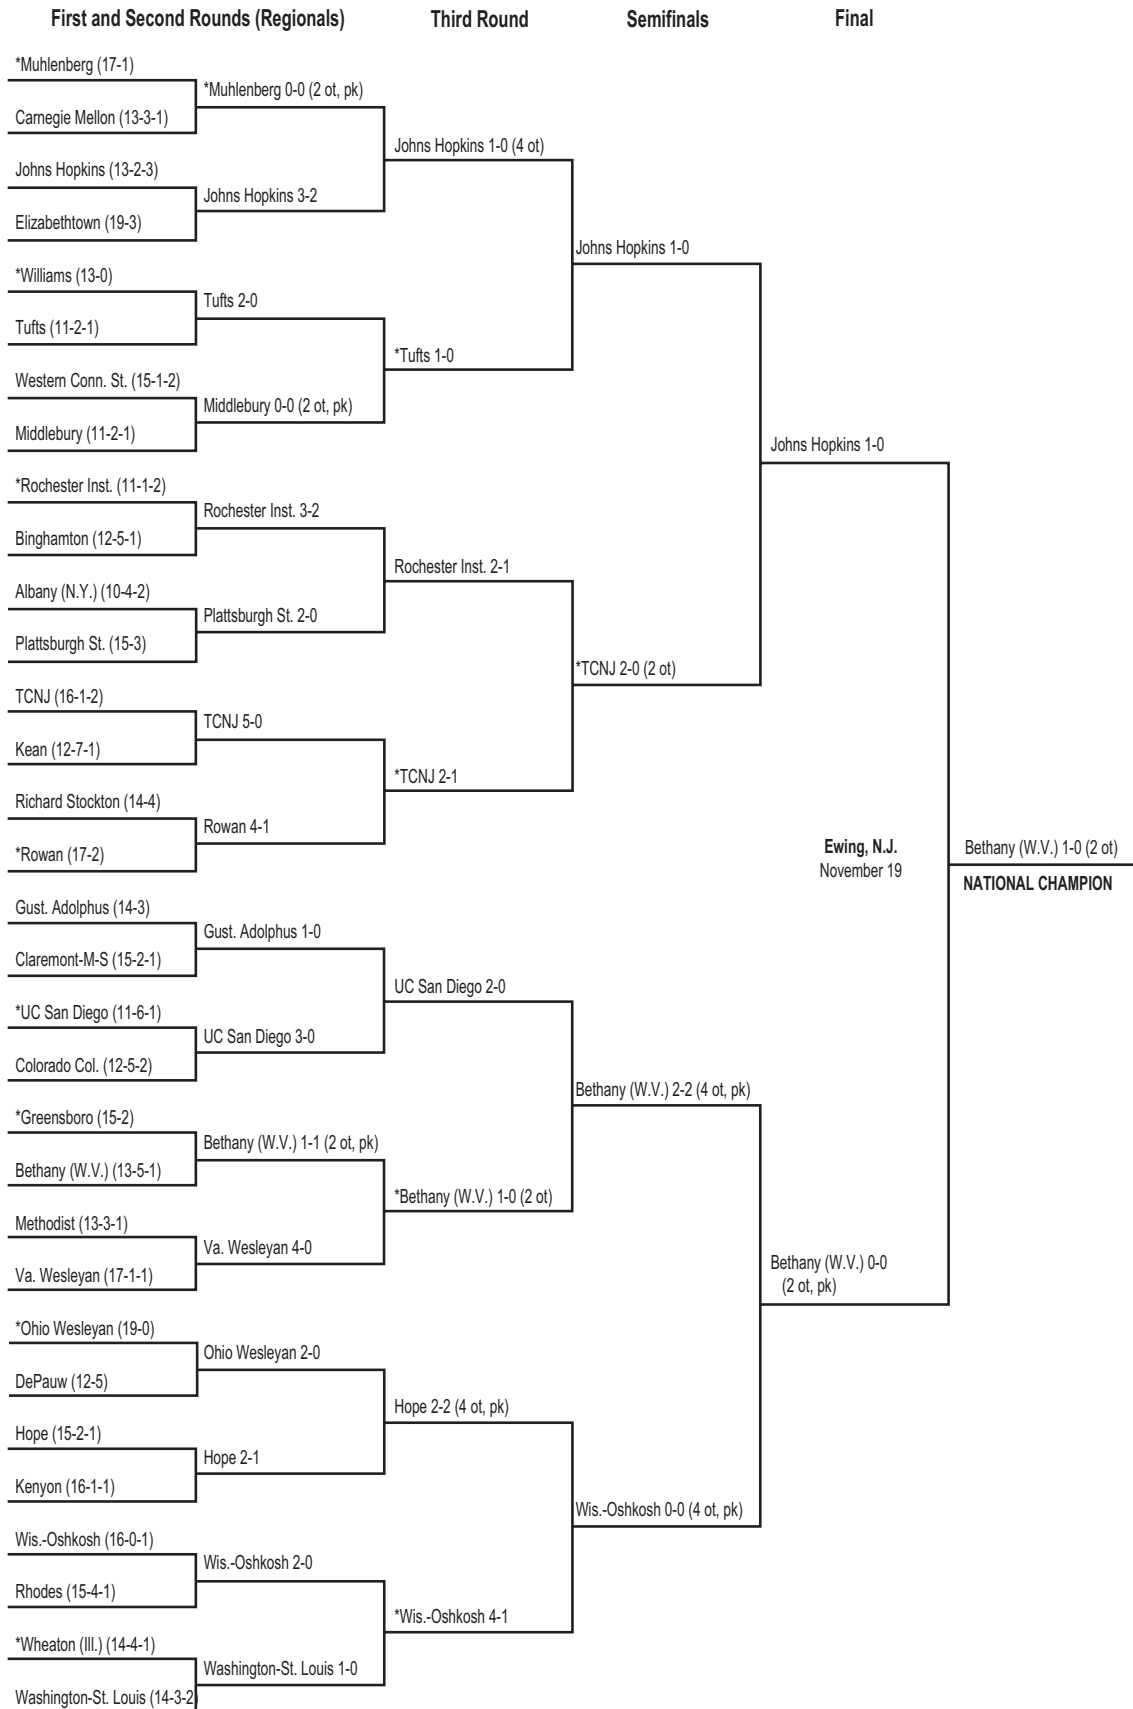 First and Second Rounds (Regionals)
Third Round
Semifinals
Final
*Muhlenberg (17-1)
Carnegie Mellon (13-3-1)
Johns Hopkins (13-2-3)
Elizabethtown (19-3)
*Williams (13-0)
Tufts (11-2-1)
Western Conn. St. (15-1-2)
Middlebury (11-2-1)
*Rochester Inst. (11-1-2)
Binghamton (12-5-1)
Albany (N.Y.) (10-4-2)
Plattsburgh St. (15-3)
TCNJ (16-1-2)
Kean (12-7-1)
Richard Stockton (14-4)
*Rowan (17-2)
Gust. Adolphus (14-3)
Claremont-M-S (15-2-1)
*UC San Diego (11-6-1)
Colorado Col. (12-5-2)
*Greensboro (15-2)
Bethany (W.V.) (13-5-1)
Methodist (13-3-1)
Va. Wesleyan (17-1-1)
*Ohio Wesleyan (19-0)
DePauw (12-5)
Hope (15-2-1)
Kenyon (16-1-1)
Wis.-Oshkosh (16-0-1)
Rhodes (15-4-1)
*Wheaton (Ill.) (14-4-1)
Washington-St. Louis (14-3-2)
*Muhlenberg 0-0 (2 ot, pk)
Johns Hopkins 3-2
Tufts 2-0
Middlebury 0-0 (2 ot, pk)
Rochester Inst. 3-2
Plattsburgh St. 2-0
TCNJ 5-0
Rowan 4-1
Gust. Adolphus 1-0
UC San Diego 3-0
Bethany (W.V.) 1-1 (2 ot, pk)
Va. Wesleyan 4-0
Ohio Wesleyan 2-0
Hope 2-1
Wis.-Oshkosh 2-0
Washington-St. Louis 1-0
Johns Hopkins 1-0 (4 ot)
*Tufts 1-0
Rochester Inst. 2-1
*TCNJ 2-1
UC San Diego 2-0
*Bethany (W.V.) 1-0 (2 ot)
Hope 2-2 (4 ot, pk)
*Wis.-Oshkosh 4-1
Johns Hopkins 1-0
*TCNJ 2-0 (2 ot)
Bethany (W.V.) 2-2 (4 ot, pk)
Wis.-Oshkosh 0-0 (4 ot, pk)
Johns Hopkins 1-0
Bethany (W.V.) 0-0
(2 ot, pk)
Ewing, N.J.
November 19
Bethany (W.V.) 1-0 (2 ot)
NATIONAL CHAMPION